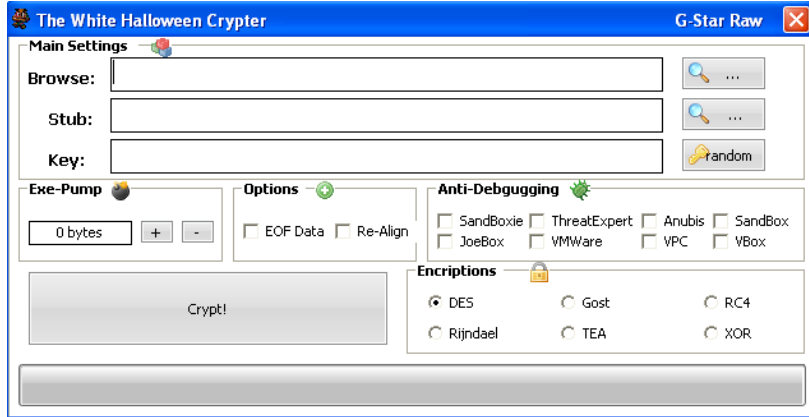 The White Halloween Crypter G-Star Raw
Main Settings
Browse: ...
Stub: ...
Key: random
Exe-Pump Options Anti-Debgugging
0 bytes + - EOF Data Re-Align
SandBoxie ThreatExpert Anubis SandBox
JoeBox VMWare VPC VBox
Encriptions
Crypt!
DES Gost RC4
Rijndael TEA XOR